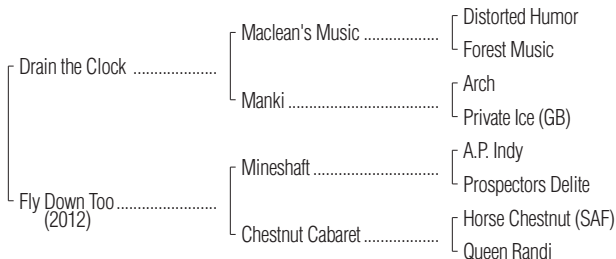 Distorted Humor
Maclean's Music ..................
Forest Music
Drain the Clock ....................
Arch
Manki ....................................
Private Ice (GB)
A.P. Indy
Mineshaft ..............................
Prospectors Delite
Fly Down Too ........................
(2012)
Horse Chestnut (SAF)
Chestnut Cabaret ..................
Queen Randi